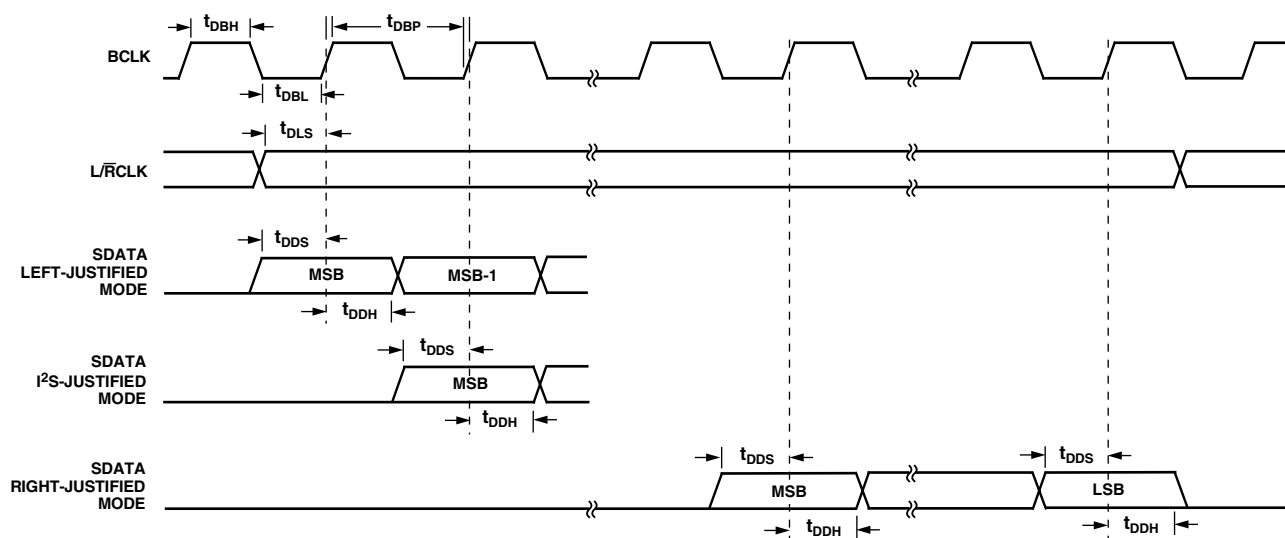 tDBH
tDBP
BCLK
tDBL
tDLS
L/R̅CLK
tDDS
SDATA
LEFT-JUSTIFIED
MODE
MSB
MSB-1
tDDH
SDATA
I²S-JUSTIFIED
MODE
tDDS
MSB
tDDH
SDATA
RIGHT-JUSTIFIED
MODE
tDDS
tDDS
MSB
LSB
tDDH
tDDH